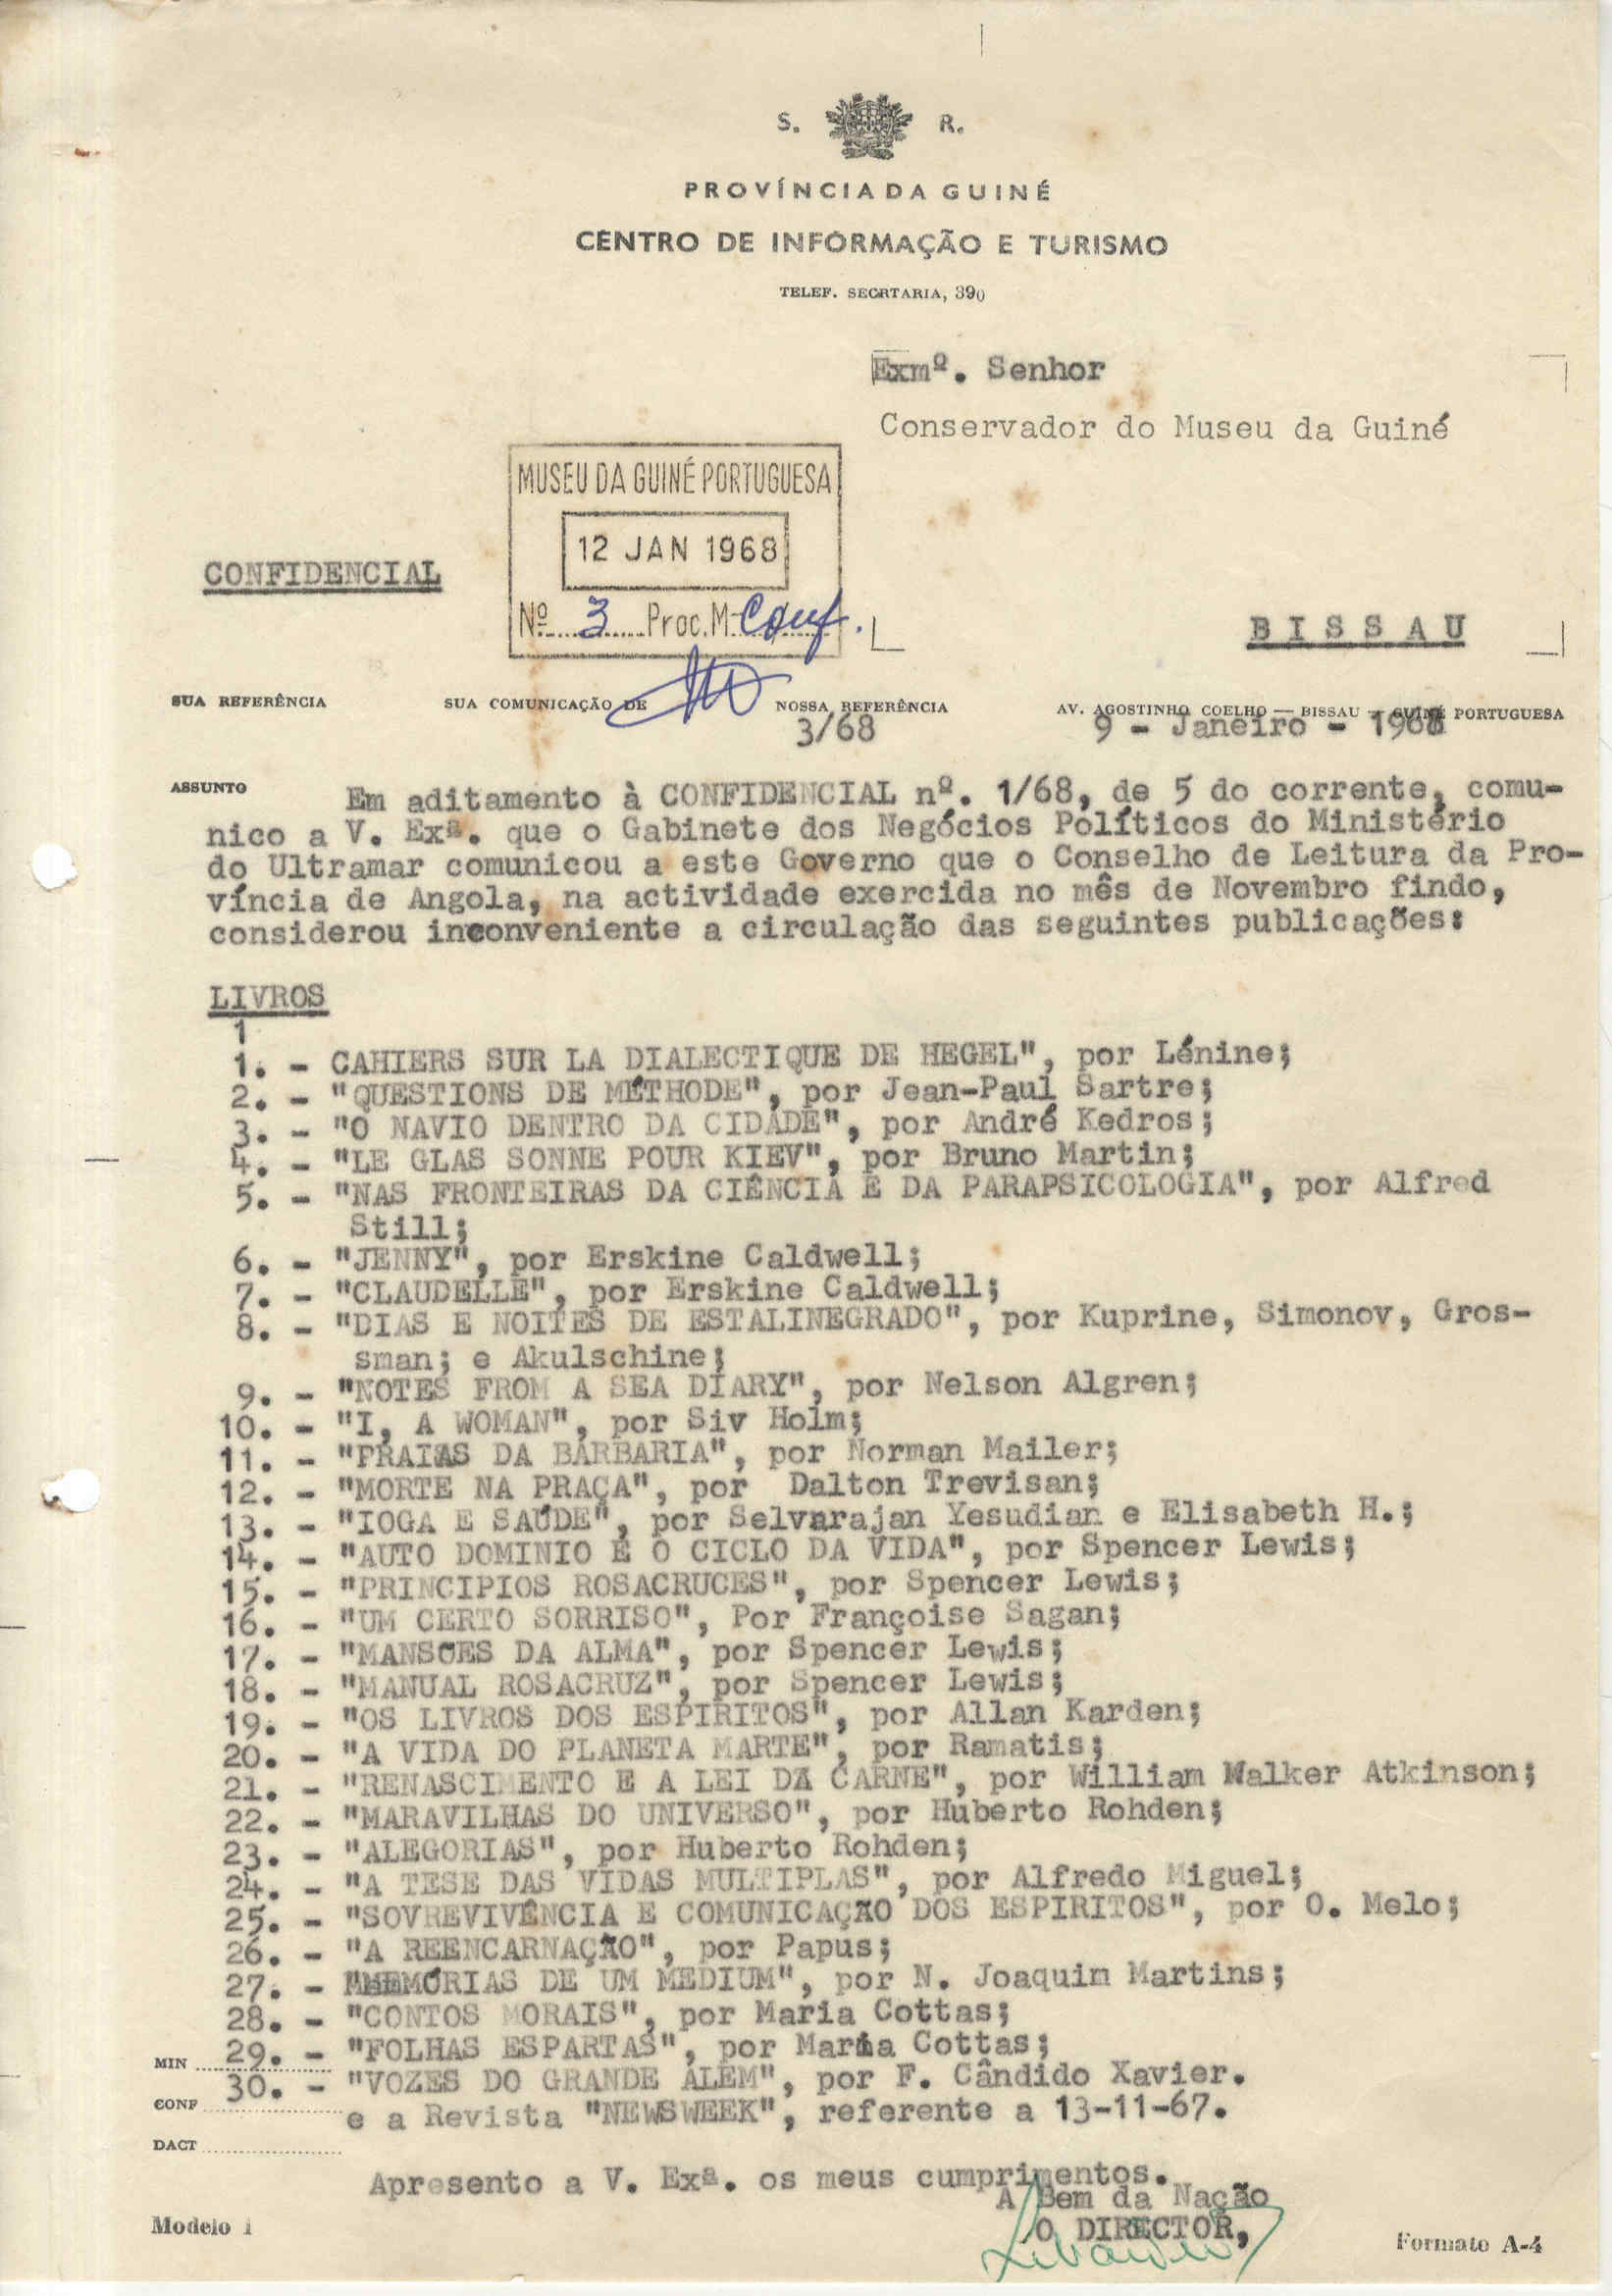 S. R.
PROVÍNCIA DA GUINÉ
CENTRO DE INFORMAÇÃO E TURISMO
TELEF. SECRTARIA, 390
Exmº. Senhor
Conservador do Museu da Guiné
MUSEU DA GUINÉ PORTUGUESA
12 JAN 1968
CONFIDENCIAL
Nº 3 Proc. M-Conf.
BISSAU
SUA REFERÊNCIA SUA COMUNICAÇÃO DE NOSSA REFERÊNCIA AV. AGOSTINHO COELHO — BISSAU — GUINÉ PORTUGUESA
3/68 9 - Janeiro - 1968
ASSUNTO Em aditamento à CONFIDENCIAL nº. 1/68, de 5 do corrente, comu-
nico a V. Exª. que o Gabinete dos Negócios Políticos do Ministério
do Ultramar comunicou a este Governo que o Conselho de Leitura da Pro-
víncia de Angola, na actividade exercida no mês de Novembro findo,
considerou inconveniente a circulação das seguintes publicações:
LIVROS
1
1. - CAHIERS SUR LA DIALECTIQUE DE HEGEL", por Lénine;
2. - "QUESTIONS DE MÉTHODE", por Jean-Paul Sartre;
3. - "O NAVIO DENTRO DA CIDADE", por André Kedros;
4. - "LE GLAS SONNE POUR KIEV", por Bruno Martin;
5. - "NAS FRONTEIRAS DA CIÊNCIA E DA PARAPSICOLOGIA", por Alfred
Still;
6. - "JENNY", por Erskine Caldwell;
7. - "CLAUDELLE", por Erskine Caldwell;
8. - "DIAS E NOITES DE ESTALINEGRADO", por Kuprine, Simonov, Gros-
sman; e Akulschine;
9. - "NOTES FROM A SEA DIARY", por Nelson Algren;
10. - "I, A WOMAN", por Siv Holm;
11. - "PRAIAS DA BARBARIA", por Norman Mailer;
12. - "MORTE NA PRAÇA", por Dalton Trevisan;
13. - "IOGA E SAÚDE", por Selvarajan Yesudian e Elisabeth H.;
14. - "AUTO DOMINIO E O CICLO DA VIDA", por Spencer Lewis;
15. - "PRINCIPIOS ROSACRUCES", por Spencer Lewis;
16. - "UM CERTO SORRISO", Por Françoise Sagan;
17. - "MANSOES DA ALMA", por Spencer Lewis;
18. - "MANUAL ROSACRUZ", por Spencer Lewis;
19. - "OS LIVROS DOS ESPIRITOS", por Allan Karden;
20. - "A VIDA DO PLANETA MARTE", por Ramatis;
21. - "RENASCIMENTO E A LEI DA CARNE", por William Walker Atkinson;
22. - "MARAVILHAS DO UNIVERSO", por Huberto Rohden;
23. - "ALEGORIAS", por Huberto Rohden;
24. - "A TESE DAS VIDAS MULTIPLAS", por Alfredo Miguel;
25. - "SOVREVIVÊNCIA E COMUNICAÇÃO DOS ESPIRITOS", por O. Melo;
26. - "A REENCARNAÇÃO", por Papus;
27. - "MEMÓRIAS DE UM MEDIUM", por N. Joaquim Martins;
28. - "CONTOS MORAIS", por Maria Cottas;
29. - "FOLHAS ESPARTAS", por Maria Cottas;
MIN
30. - "VOZES DO GRANDE ALEM", por F. Cândido Xavier.
CONF e a Revista "NEWSWEEK", referente a 13-11-67.
DACT
Apresento a V. Exª. os meus cumprimentos.
A Bem da Nação
O DIRECTOR,
Modelo 1 Formato A-4